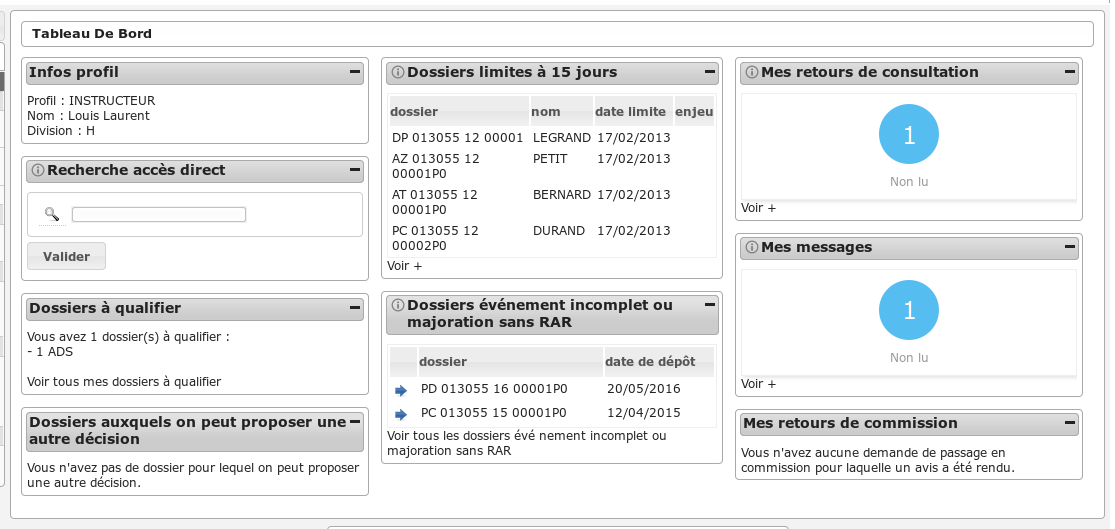 Tableau De Bord
Infos profil
Profil : INSTRUCTEUR
Nom : Louis Laurent
Division : H
Recherche accès direct
Valider
Dossiers à qualifier
Vous avez 1 dossier(s) à qualifier :
- 1 ADS
Voir tous mes dossiers à qualifier
Dossiers auxquels on peut proposer une
autre décision
Vous n'avez pas de dossier pour lequel on peut proposer
une autre décision.
Dossiers limites à 15 jours
dossier nom date limite enjeu
DP 013055 12 00001 LEGRAND 17/02/2013
AZ 013055 12 PETIT 17/02/2013
00001P0
AT 013055 12 BERNARD 17/02/2013
00001P0
PC 013055 12 DURAND 17/02/2013
00002P0
Voir +
Dossiers événement incomplet ou
majoration sans RAR
dossier date de dépôt
PD 013055 16 00001P0 20/05/2016
PC 013055 15 00001P0 12/04/2015
Voir tous les dossiers évé nement incomplet ou
majoration sans RAR
Mes retours de consultation
1
Non lu
Voir +
Mes messages
1
Non lu
Voir +
Mes retours de commission
Vous n'avez aucune demande de passage en
commission pour laquelle un avis a été rendu.